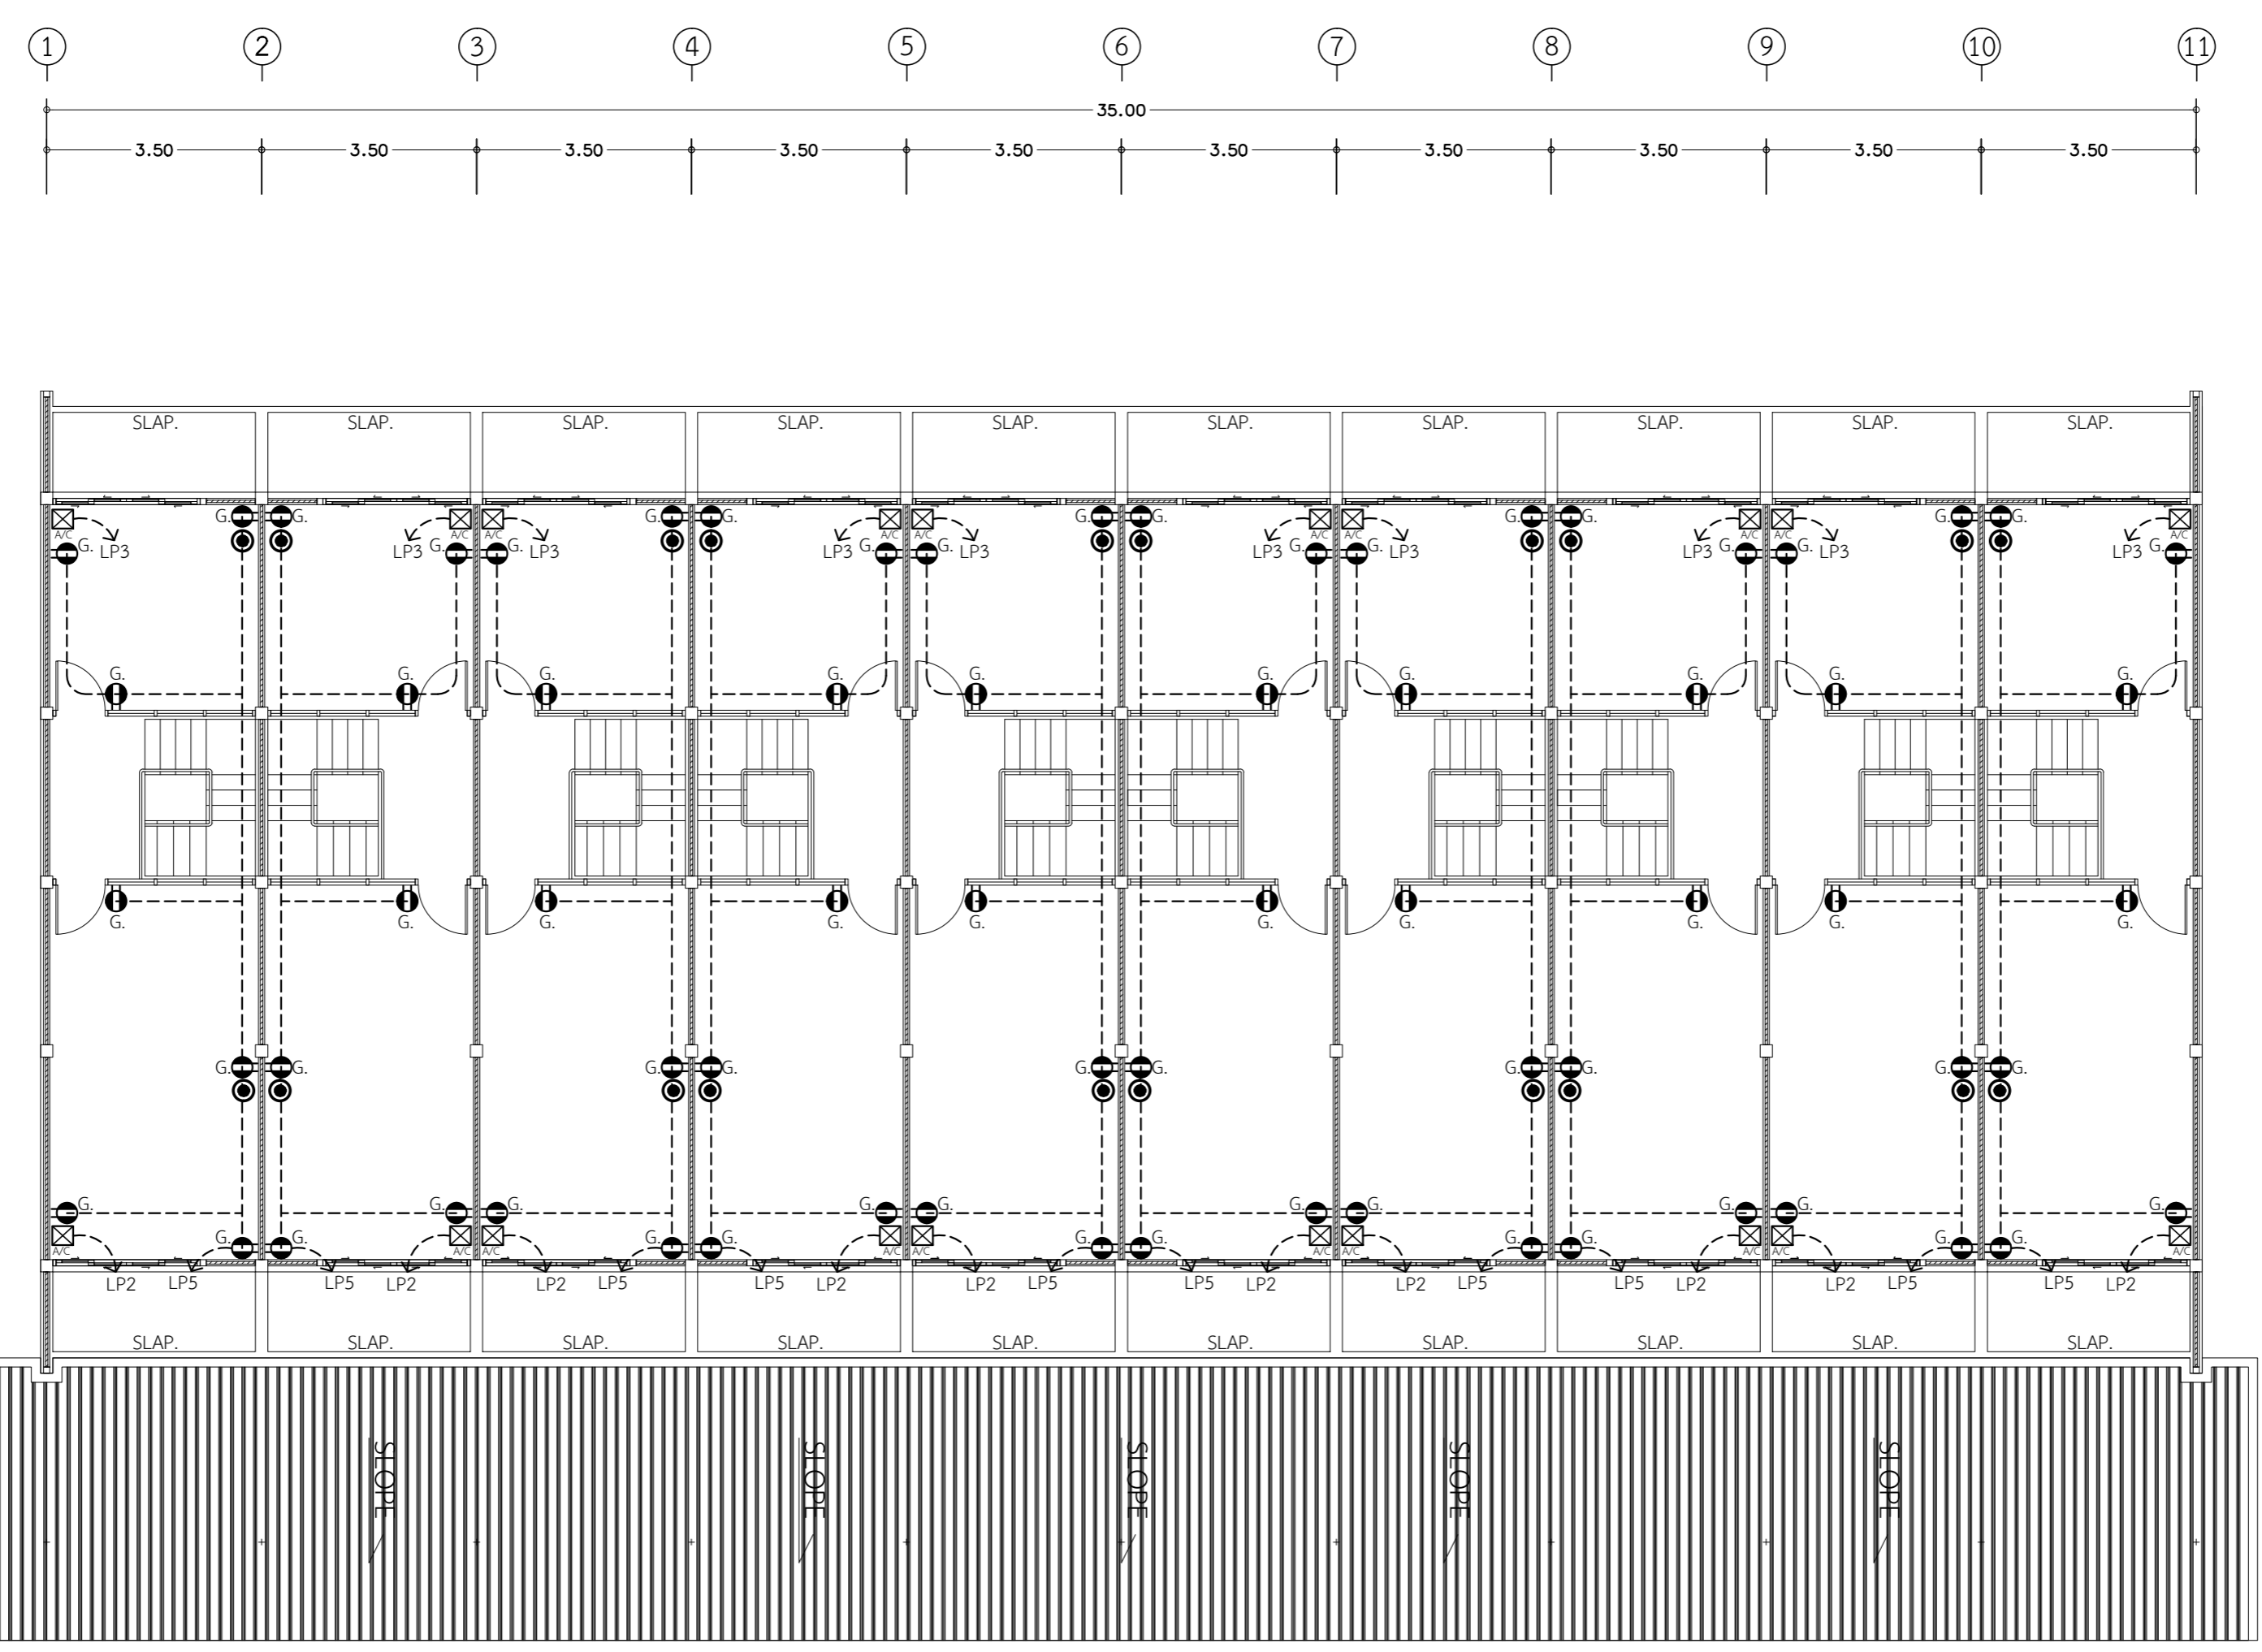 1 2 3 4 5 6 7 8 9 10 11
35.00
3.50 3.50 3.50 3.50 3.50 3.50 3.50 3.50 3.50 3.50
SLAP. SLAP. SLAP. SLAP. SLAP. SLAP. SLAP. SLAP. SLAP. SLAP.
G. G. G. G. G. G. G. G. G. G.
A/C A/C A/C A/C A/C A/C A/C A/C A/C A/C
G. G. G. G. G. G. G. G. G. G.
LP3 LP3 LP3 LP3 LP3 LP3 LP3 LP3 LP3 LP3
G. G. G. G. G. G. G. G. G. G.
G. G. G. G. G. G. G. G. G. G.
G. G. G. G. G. G. G. G. G. G.
G. G. G. G. G. G. G. G. G. G.
G. G. G. G. G. G. G. G. G. G.
A/C A/C A/C A/C A/C A/C A/C A/C A/C A/C
LP2 LP5 LP5 LP2 LP2 LP5 LP5 LP2 LP2 LP5 LP5 LP2 LP2 LP5 LP5 LP2 LP2 LP5 LP5 LP2
SLAP. SLAP. SLAP. SLAP. SLAP. SLAP. SLAP. SLAP. SLAP. SLAP.
SLOPE SLOPE SLOPE SLOPE SLOPE